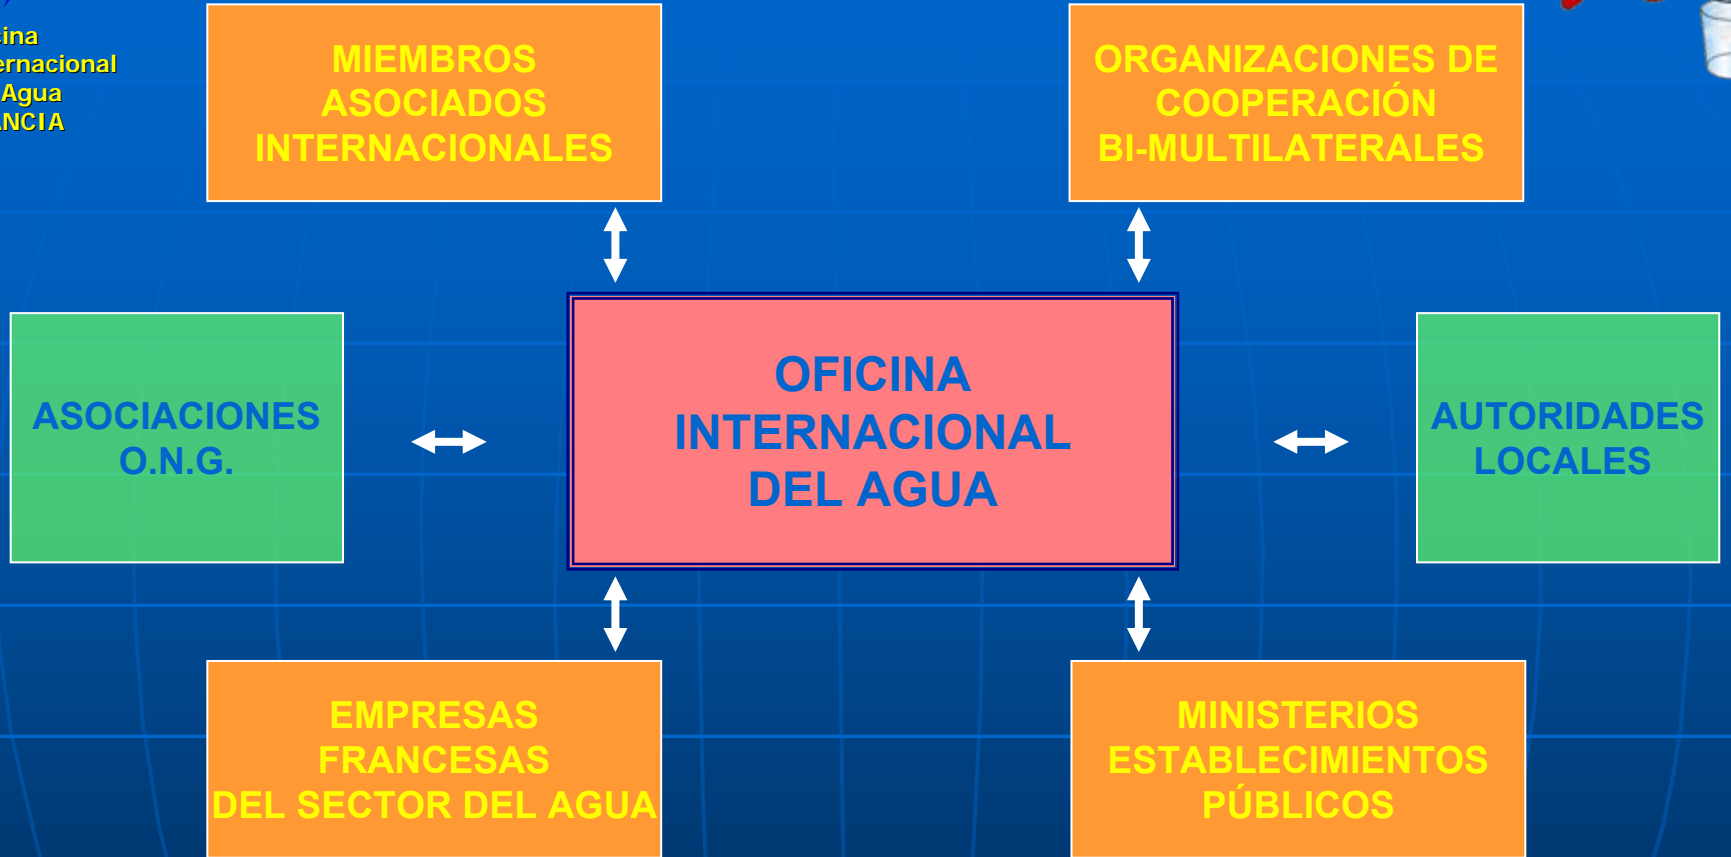 Agua
MIEMBROS
ASOCIADOS
INTERNACIONALES
ORGANIZACIONES DE
COOPERACIÓN
BI-MULTILATERALES
ASOCIACIONES
O.N.G.
OFICINA
INTERNACIONAL
DEL AGUA
AUTORIDADES
LOCALES
EMPRESAS
FRANCESAS
DEL SECTOR DEL AGUA
MINISTERIOS
ESTABLECIMIENTOS
PÚBLICOS